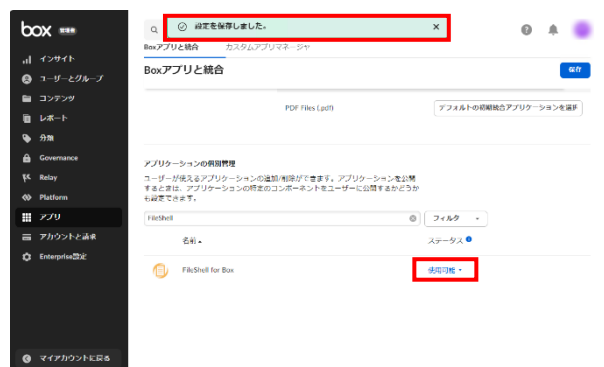 box 管理者
設定を保存しました。
×
インサイト
ユーザーとグループ
コンテンツ
レポート
分類
Governance
Relay
Platform
アプリ
アカウントと請求
Enterprise設定
マイアカウントに戻る
Boxアプリと統合 カスタムアプリマネージャ
Boxアプリと統合
保存
PDF Files (.pdf) デフォルトの初期統合アプリケーションを選択
アプリケーションの個別管理
ユーザーが使えるアプリケーションの追加/削除ができます。アプリケーションを公開
するときは、アプリケーションの特定のコンポーネントをユーザーに公開するかどうか
も設定できます。
FileShell フィルタ
名前 ステータス
FileShell for Box 使用可能